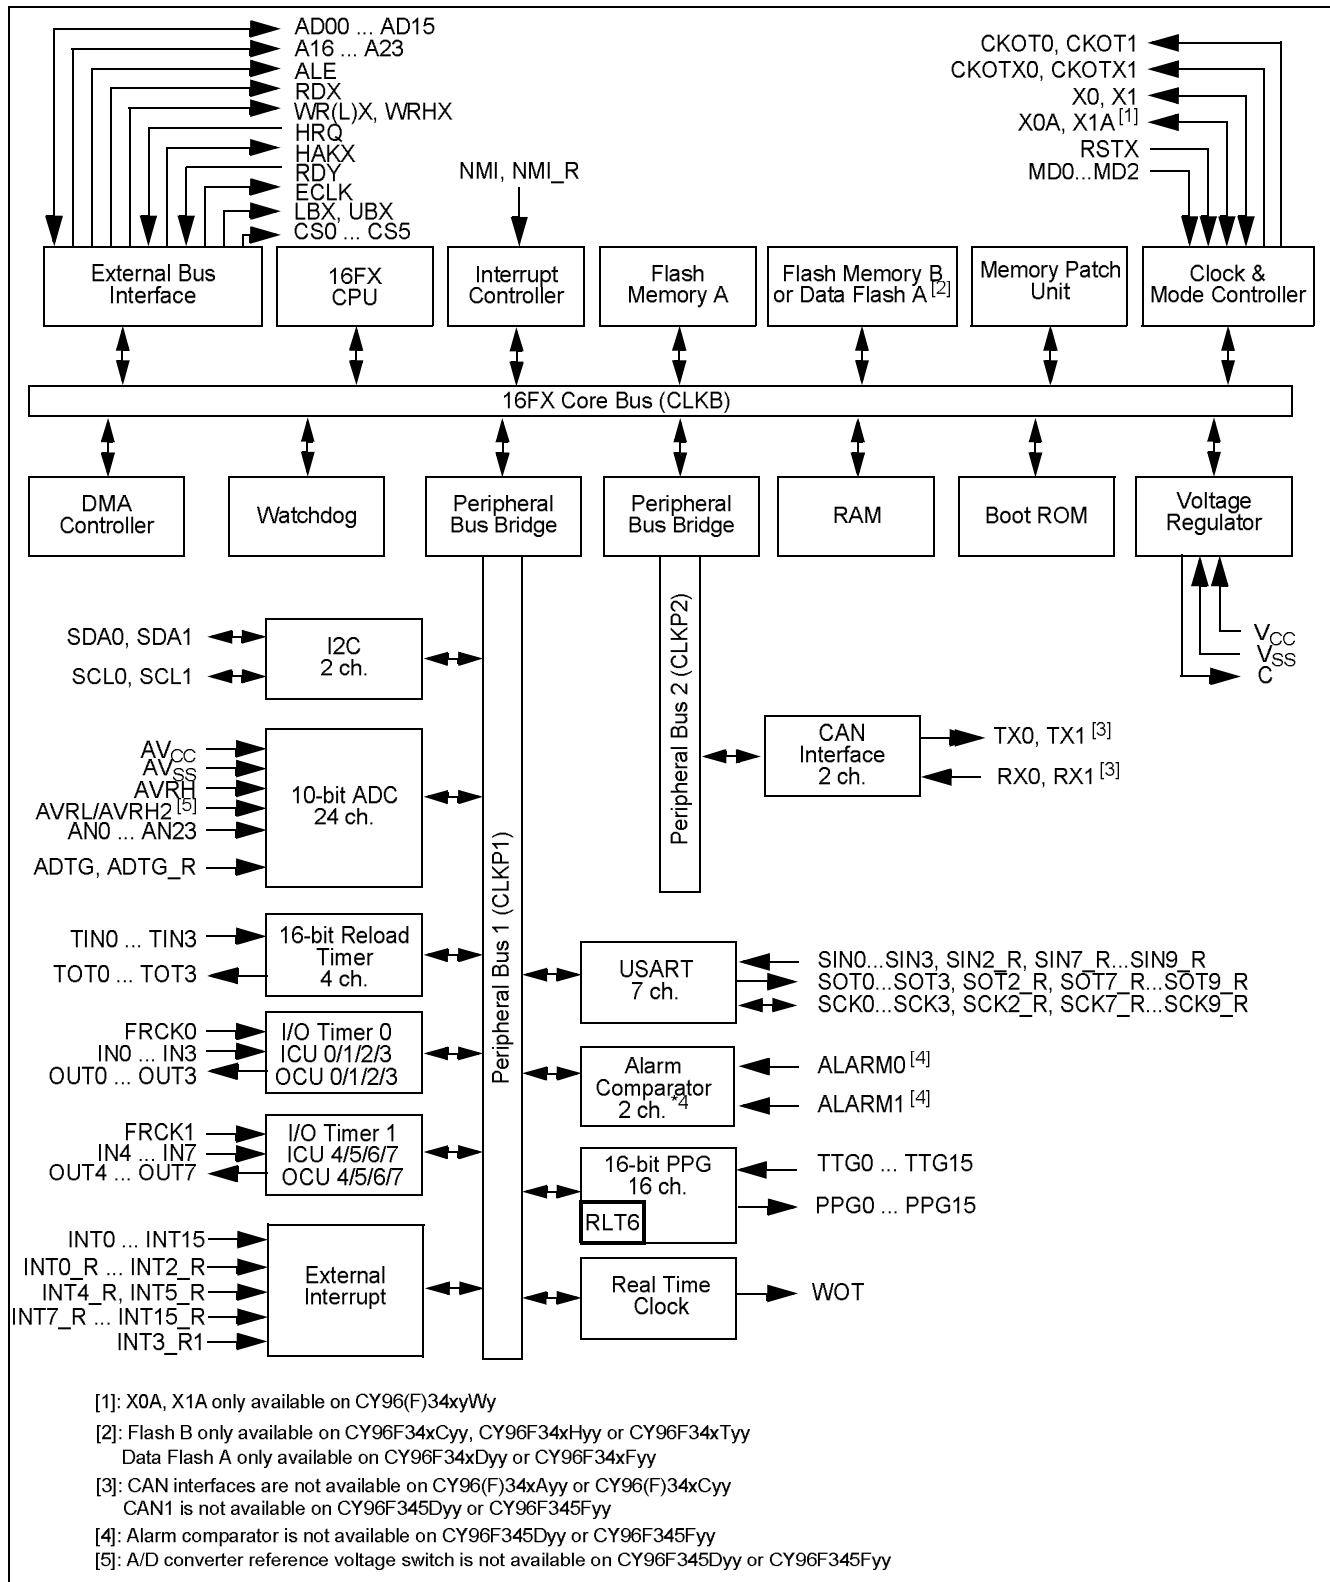 AD00 ... AD15
A16 ... A23
ALE
RDX
WR(L)X, WRHX
HRQ
HAKX
RDY
ECLK
LBX, UBX
CS0 ... CS5
NMI, NMI_R
CKOT0, CKOT1
CKOTX0, CKOTX1
X0, X1
X0A, X1A [1]
RSTX
MD0...MD2
External Bus
Interface
16FX
CPU
Interrupt
Controller
Flash
Memory A
Flash Memory B
or Data Flash A [2]
Memory Patch
Unit
Clock &
Mode Controller
16FX Core Bus (CLKB)
DMA
Controller
Watchdog
Peripheral
Bus Bridge
Peripheral
Bus Bridge
RAM
Boot ROM
Voltage
Regulator
VCC
VSS
C
Peripheral Bus 1 (CLKP1)
Peripheral Bus 2 (CLKP2)
SDA0, SDA1
SCL0, SCL1
I2C
2 ch.
AVCC
AVSS
AVRH
AVRL/AVRH2 [5]
AN0 ... AN23
ADTG, ADTG_R
10-bit ADC
24 ch.
TIN0 ... TIN3
TOT0 ... TOT3
16-bit Reload
Timer
4 ch.
FRCK0
IN0 ... IN3
OUT0 ... OUT3
I/O Timer 0
ICU 0/1/2/3
OCU 0/1/2/3
FRCK1
IN4 ... IN7
OUT4 ... OUT7
I/O Timer 1
ICU 4/5/6/7
OCU 4/5/6/7
INT0 ... INT15
INT0_R ... INT2_R
INT4_R, INT5_R
INT7_R ... INT15_R
INT3_R1
External
Interrupt
CAN
Interface
2 ch.
TX0, TX1 [3]
RX0, RX1 [3]
USART
7 ch.
SIN0...SIN3, SIN2_R, SIN7_R...SIN9_R
SOT0...SOT3, SOT2_R, SOT7_R...SOT9_R
SCK0...SCK3, SCK2_R, SCK7_R...SCK9_R
Alarm
Comparator
2 ch. *4
ALARM0 [4]
ALARM1 [4]
16-bit PPG
16 ch.
RLT6
TTG0 ... TTG15
PPG0 ... PPG15
Real Time
Clock
WOT
[1]: X0A, X1A only available on CY96(F)34xyWy
[2]: Flash B only available on CY96F34xCyy, CY96F34xHyy or CY96F34xTyy
Data Flash A only available on CY96F34xDyy or CY96F34xFyy
[3]: CAN interfaces are not available on CY96(F)34xAyy or CY96(F)34xCyy
CAN1 is not available on CY96F345Dyy or CY96F345Fyy
[4]: Alarm comparator is not available on CY96F345Dyy or CY96F345Fyy
[5]: A/D converter reference voltage switch is not available on CY96F345Dyy or CY96F345Fyy